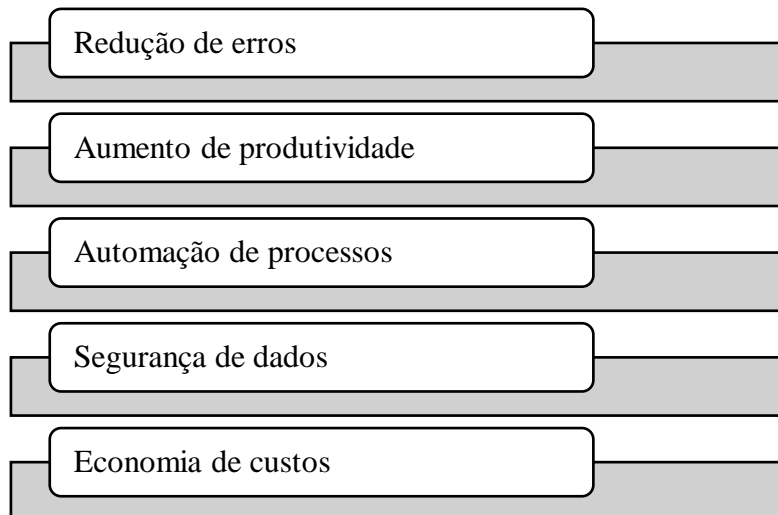 Redução de erros
Aumento de produtividade
Automação de processos
Segurança de dados
Economia de custos